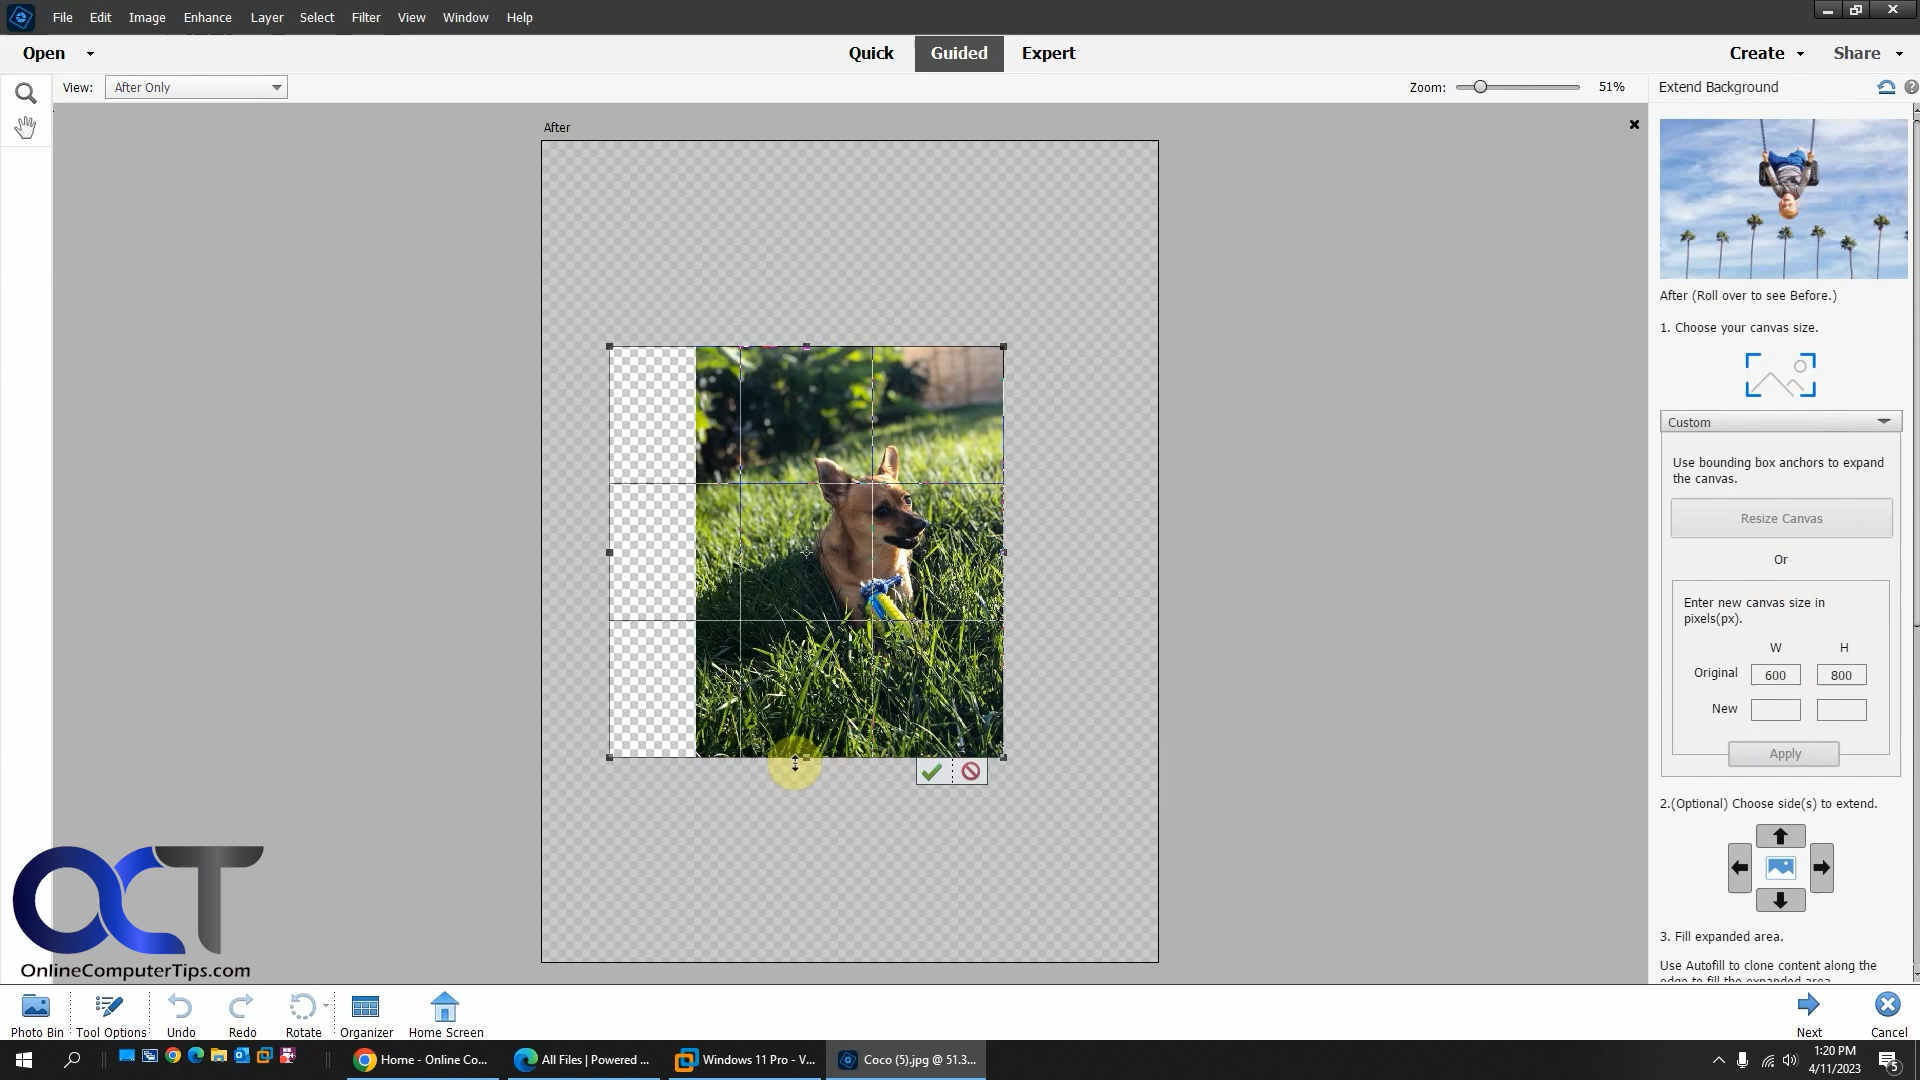 File Edit Image Enhance Layer Select Filter View Window Help
Open Quick Guided Expert Create Share
View: After Only Zoom: 51% Extend Background
After
After (Roll over to see Before.)
1. Choose your canvas size.
Custom
Use bounding box anchors to expand
the canvas.
Resize Canvas
Or
Enter new canvas size in
pixels(px).
W H
Original 600 800
New
Apply
2.(Optional) Choose side(s) to extend.
3. Fill expanded area.
Use Autofill to clone content along the
edge to fill the expanded area
OCT
OnlineComputerTips.com
Photo Bin Tool Options Undo Redo Rotate Organizer Home Screen Next Cancel
Home - Online Co... All Files | Powered ... Windows 11 Pro - V... Coco (5).jpg @ 51.3...
1:20 PM
4/11/2023
5